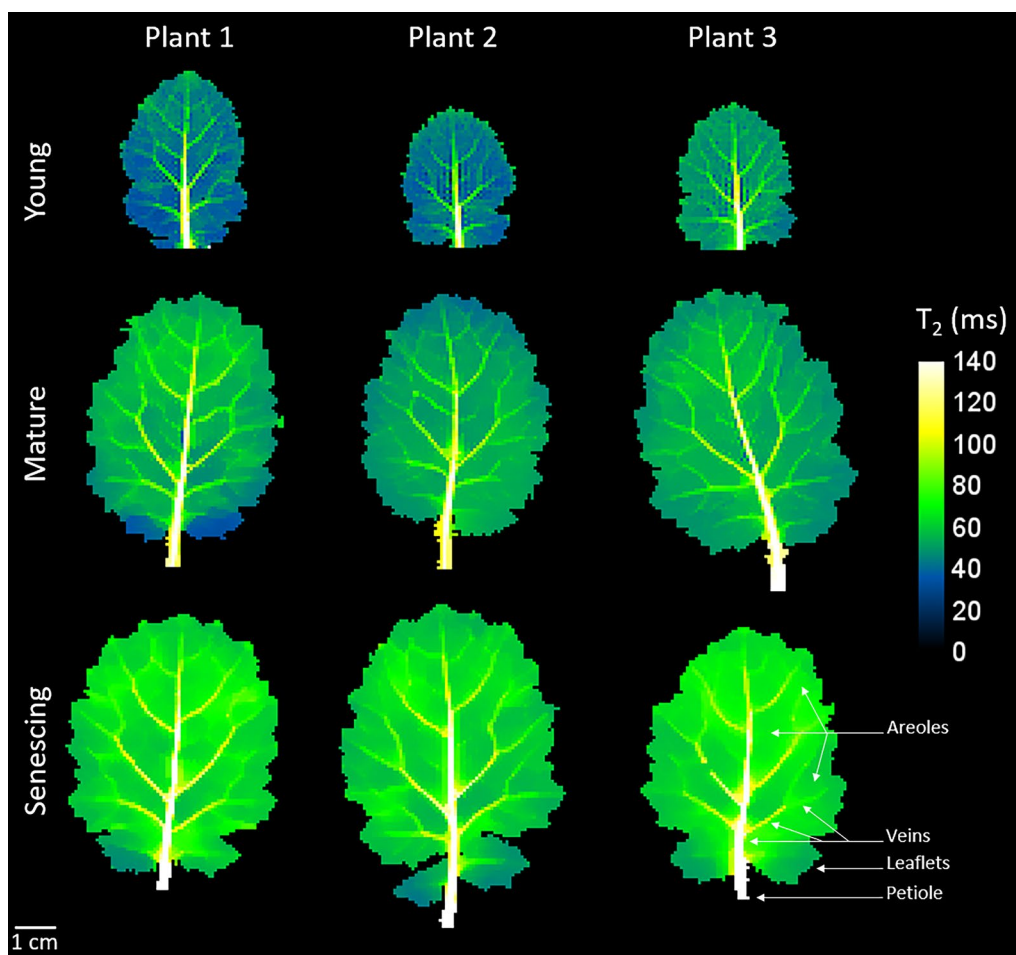 Plant 1
Plant 2
Plant 3
Young
Mature
Senescing
T₂ (ms)
140
120
100
80
60
40
20
0
Areoles
Veins
Leaflets
Petiole
1 cm